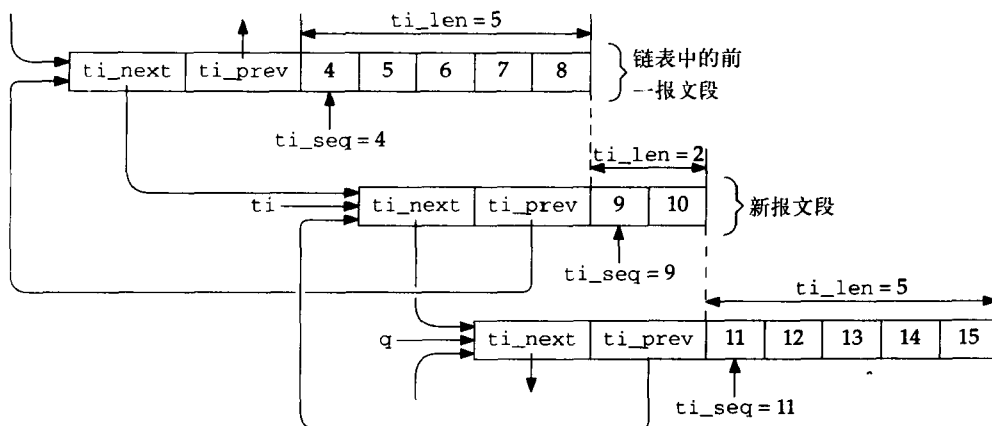 ti_len=5
ti_next ti_prev 4 5 6 7 8
链表中的前
一报文段
ti_seq=4
ti_len=2
ti ti_next ti_prev 9 10
新报文段
ti_seq=9
ti_len=5
q ti_next ti_prev 11 12 13 14 15
ti_seq=11